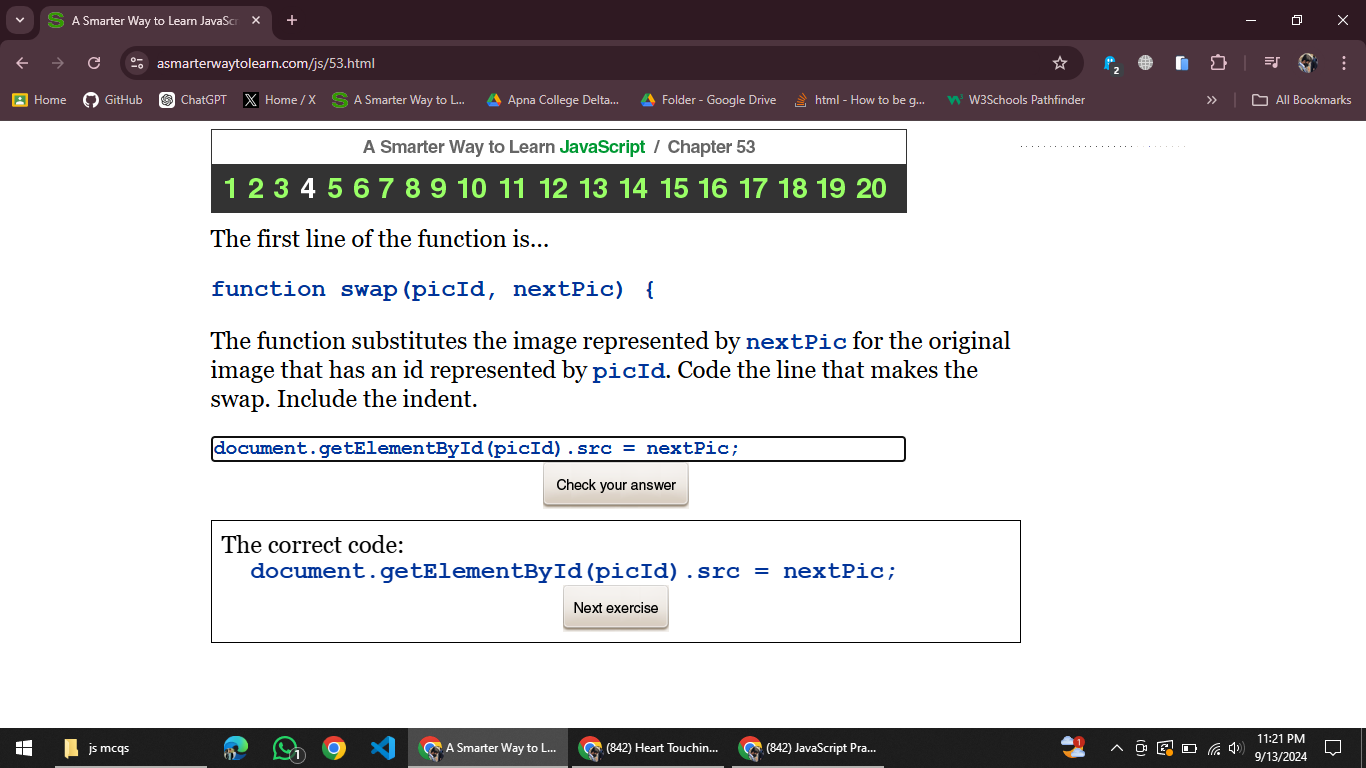 A Smarter Way to Learn JavaSc
asmarterwaytolearn.com/js/53.html
2
Home
GitHub
ChatGPT
Home / X
A Smarter Way to L...
Apna College Delta...
Folder - Google Drive
html - How to be g...
W3Schools Pathfinder
All Bookmarks
A Smarter Way to Learn JavaScript / Chapter 53
1 2 3 4 5 6 7 8 9 10 11 12 13 14 15 16 17 18 19 20
The first line of the function is...
function swap(picId, nextPic) {
The function substitutes the image represented by nextPic for the original
image that has an id represented by picId. Code the line that makes the
swap. Include the indent.
document.getElementById(picId).src = nextPic;
Check your answer
The correct code:
document.getElementById(picId).src = nextPic;
Next exercise
js mcqs
1
A Smarter Way to L...
(842) Heart Touchin...
(842) JavaScript Pra...
1
11:21 PM
9/13/2024